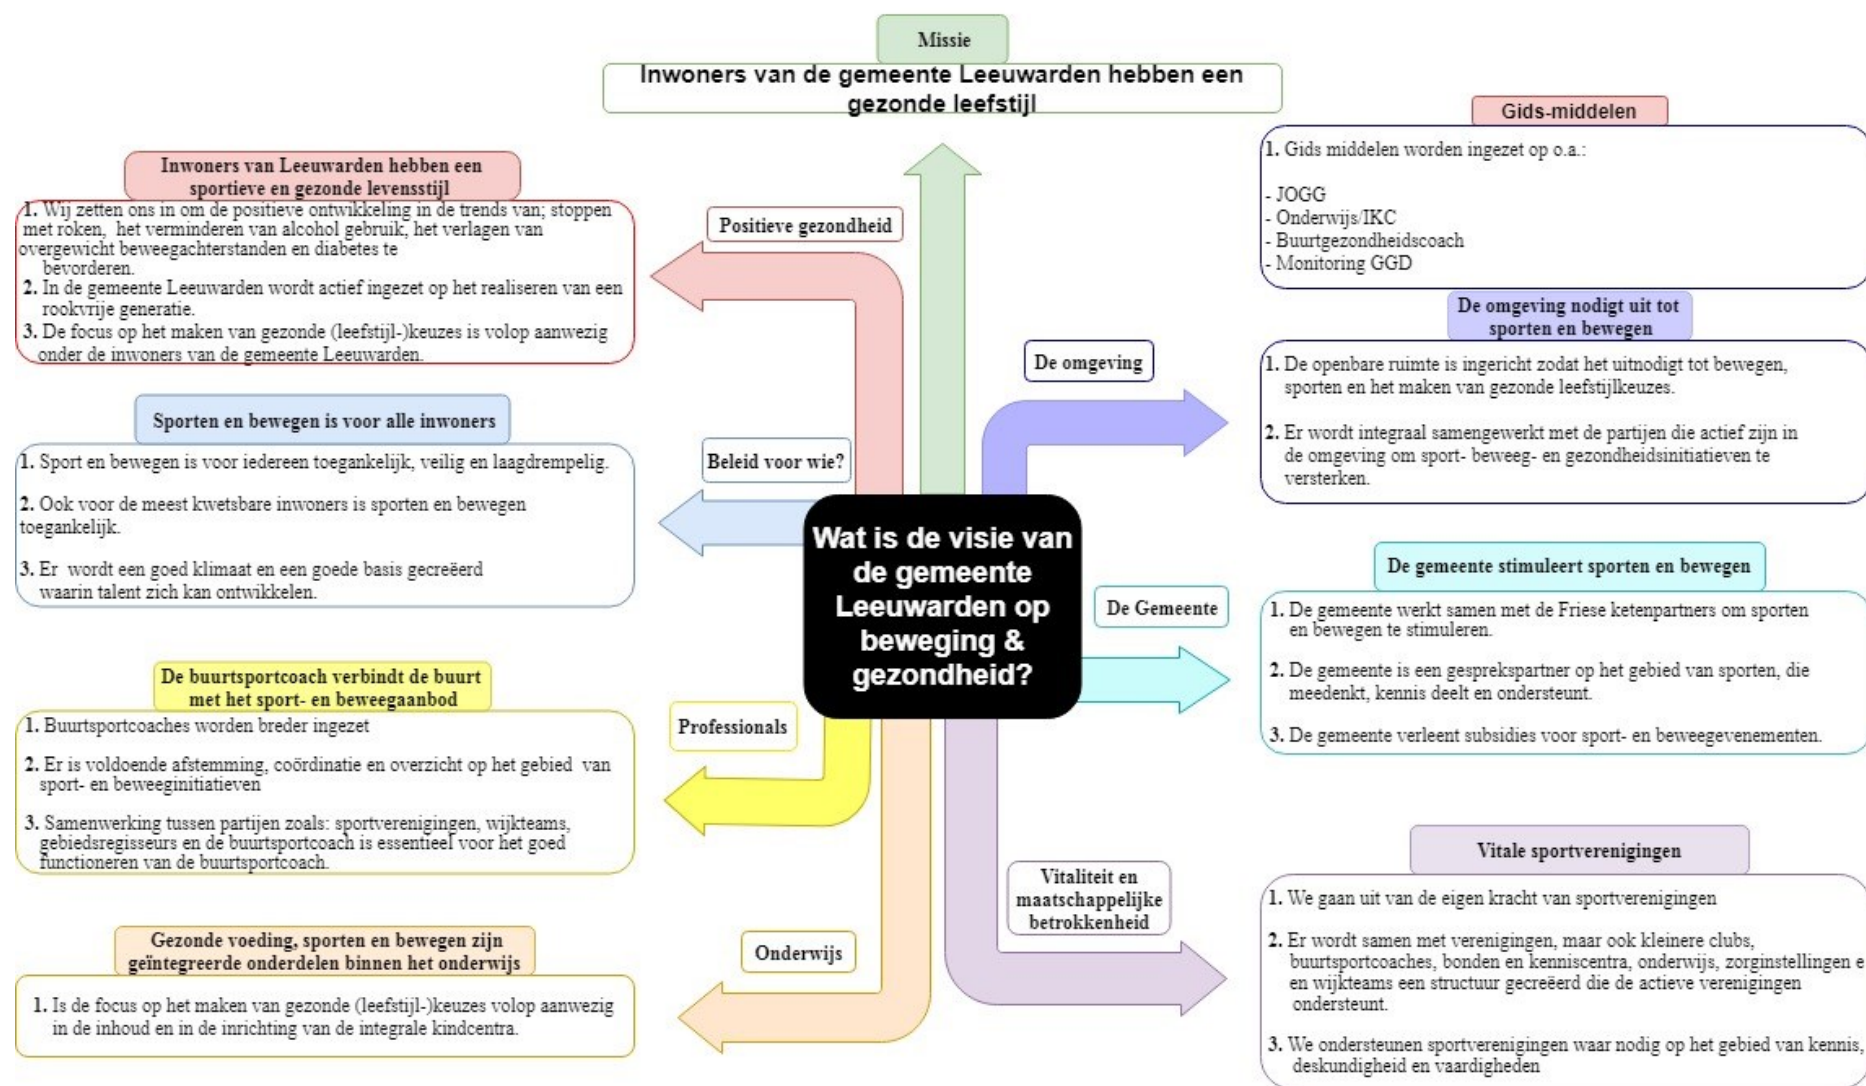 Missie
Inwoners van de gemeente Leeuwarden hebben een
gezonde leefstijl
Inwoners van Leeuwarden hebben een
sportieve en gezonde levensstijl
1. Wij zetten ons in om de positieve ontwikkeling in de trends van; stoppen
met roken, het verminderen van alcohol gebruik, het verlagen van
overgewicht beweegachterstanden en diabetes te
bevorderen.
2. In de gemeente Leeuwarden wordt actief ingezet op het realiseren van een
rookvrije generatie.
3. De focus op het maken van gezonde (leefstijl-)keuzes is volop aanwezig
onder de inwoners van de gemeente Leeuwarden.
Positieve gezondheid
Sporten en bewegen is voor alle inwoners
1. Sport en bewegen is voor iedereen toegankelijk, veilig en laagdrempelig.
2. Ook voor de meest kwetsbare inwoners is sporten en bewegen
toegankelijk.
3. Er wordt een goed klimaat en een goede basis gecreëerd
waarin talent zich kan ontwikkelen.
Beleid voor wie?
De buurtsportcoach verbindt de buurt
met het sport- en beweegaanbod
1. Buurtsportcoaches worden breder ingezet
2. Er is voldoende afstemming, coördinatie en overzicht op het gebied van
sport- en beweeginitiatieven
3. Samenwerking tussen partijen zoals: sportverenigingen, wijkteams,
gebiedsregisseurs en de buurtsportcoach is essentieel voor het goed
functioneren van de buurtsportcoach.
Professionals
Gezonde voeding, sporten en bewegen zijn
geïntegreerde onderdelen binnen het onderwijs
1. Is de focus op het maken van gezonde (leefstijl-)keuzes volop aanwezig
in de inhoud en in de inrichting van de integrale kindcentra.
Onderwijs
Wat is de visie van
de gemeente
Leeuwarden op
beweging &
gezondheid?
Gids-middelen
1. Gids middelen worden ingezet op o.a.:
- JOGG
- Onderwijs/IKC
- Buurtgezondheidscoach
- Monitoring GGD
De omgeving nodigt uit tot
sporten en bewegen
De omgeving
1. De openbare ruimte is ingericht zodat het uitnodigt tot bewegen,
sporten en het maken van gezonde leefstijlkeuzes.
2. Er wordt integraal samengewerkt met de partijen die actief zijn in
de omgeving om sport- beweeg- en gezondheidsinitiatieven te
versterken.
De gemeente stimuleert sporten en bewegen
De Gemeente
1. De gemeente werkt samen met de Friese ketenpartners om sporten
en bewegen te stimuleren.
2. De gemeente is een gesprekspartner op het gebied van sporten, die
meedenkt, kennis deelt en ondersteunt.
3. De gemeente verleent subsidies voor sport- en beweegevenementen.
Vitale sportverenigingen
Vitaliteit en
maatschappelijke
betrokkenheid
1. We gaan uit van de eigen kracht van sportverenigingen
2. Er wordt samen met verenigingen, maar ook kleinere clubs,
buurtsportcoaches, bonden en kenniscentra, onderwijs, zorginstellingen e
en wijkteams een structuur gecreëerd die de actieve verenigingen
ondersteunt.
3. We ondersteunen sportverenigingen waar nodig op het gebied van kennis,
deskundigheid en vaardigheden